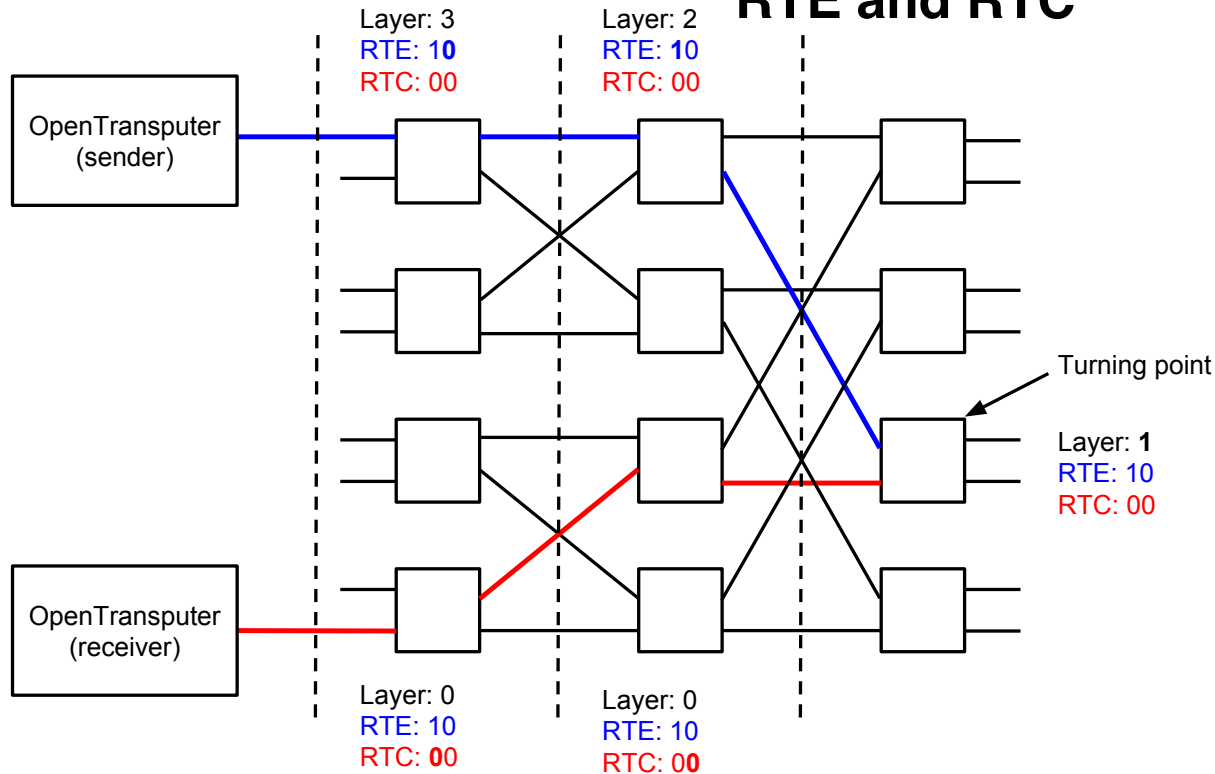 RTE and RTC
Layer: 3
RTE: 10
RTC: 00
Layer: 2
RTE: 10
RTC: 00
OpenTransputer
(sender)
Turning point
Layer: 1
RTE: 10
RTC: 00
OpenTransputer
(receiver)
Layer: 0
RTE: 10
RTC: 00
Layer: 0
RTE: 10
RTC: 00